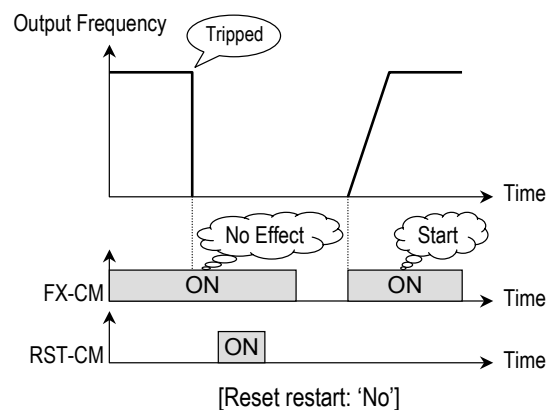 Output Frequency
Tripped
Time
No Effect
Start
FX-CM
ON
ON
Time
RST-CM
ON
Time
[Reset restart: ‘No’]